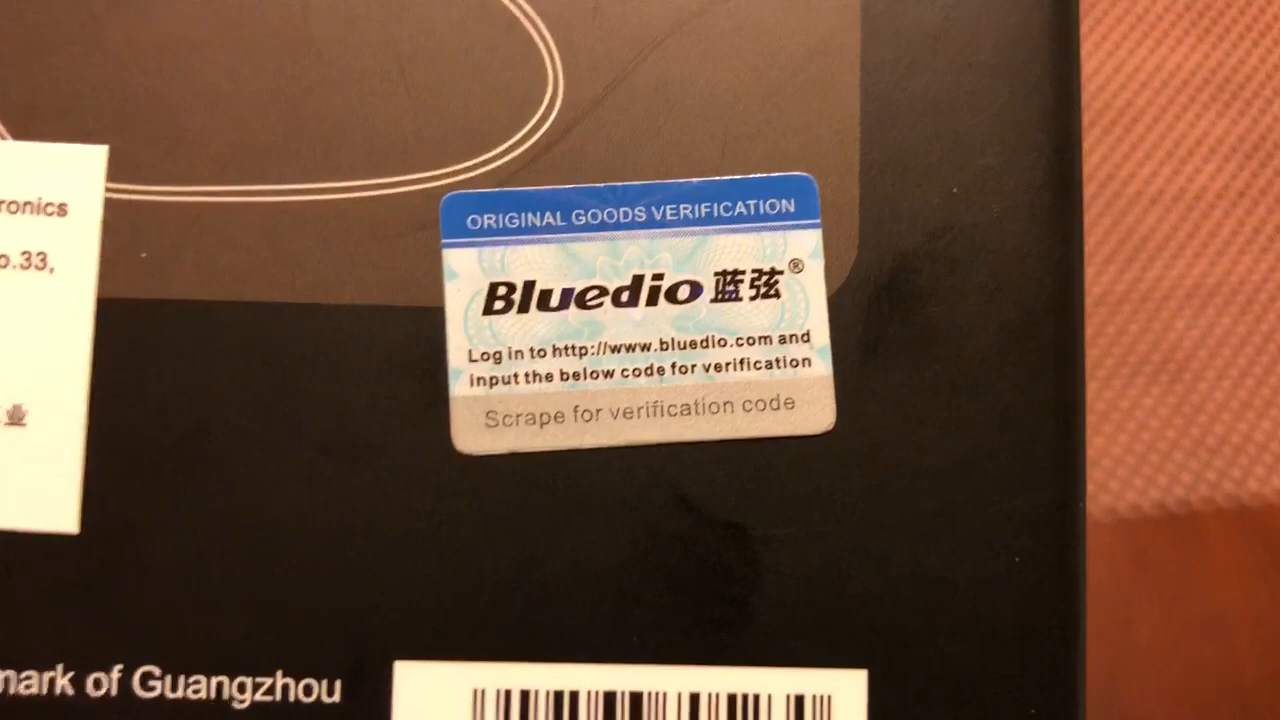 ronics
o.33,
业
ORIGINAL GOODS VERIFICATION
Bluedio 蓝弦®
Log in to http://www.bluedio.com and
input the below code for verification
Scrape for verification code
mark of Guangzhou